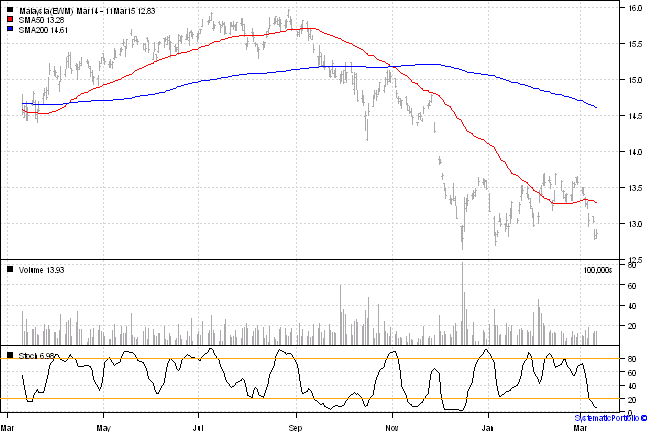 Malaysia(EWM) Mar14 - 11Mar15 12.83
SMA50 13.28
SMA200 14.61
16.0
15.5
15.0
14.5
14.0
13.5
13.0
12.5
Volume 13.93
100,000s
80
60
40
20
Stoch 6.98
80
60
40
20
0
Mar May Jul Sep Nov Jan Mar
SystematicPortfolio ©